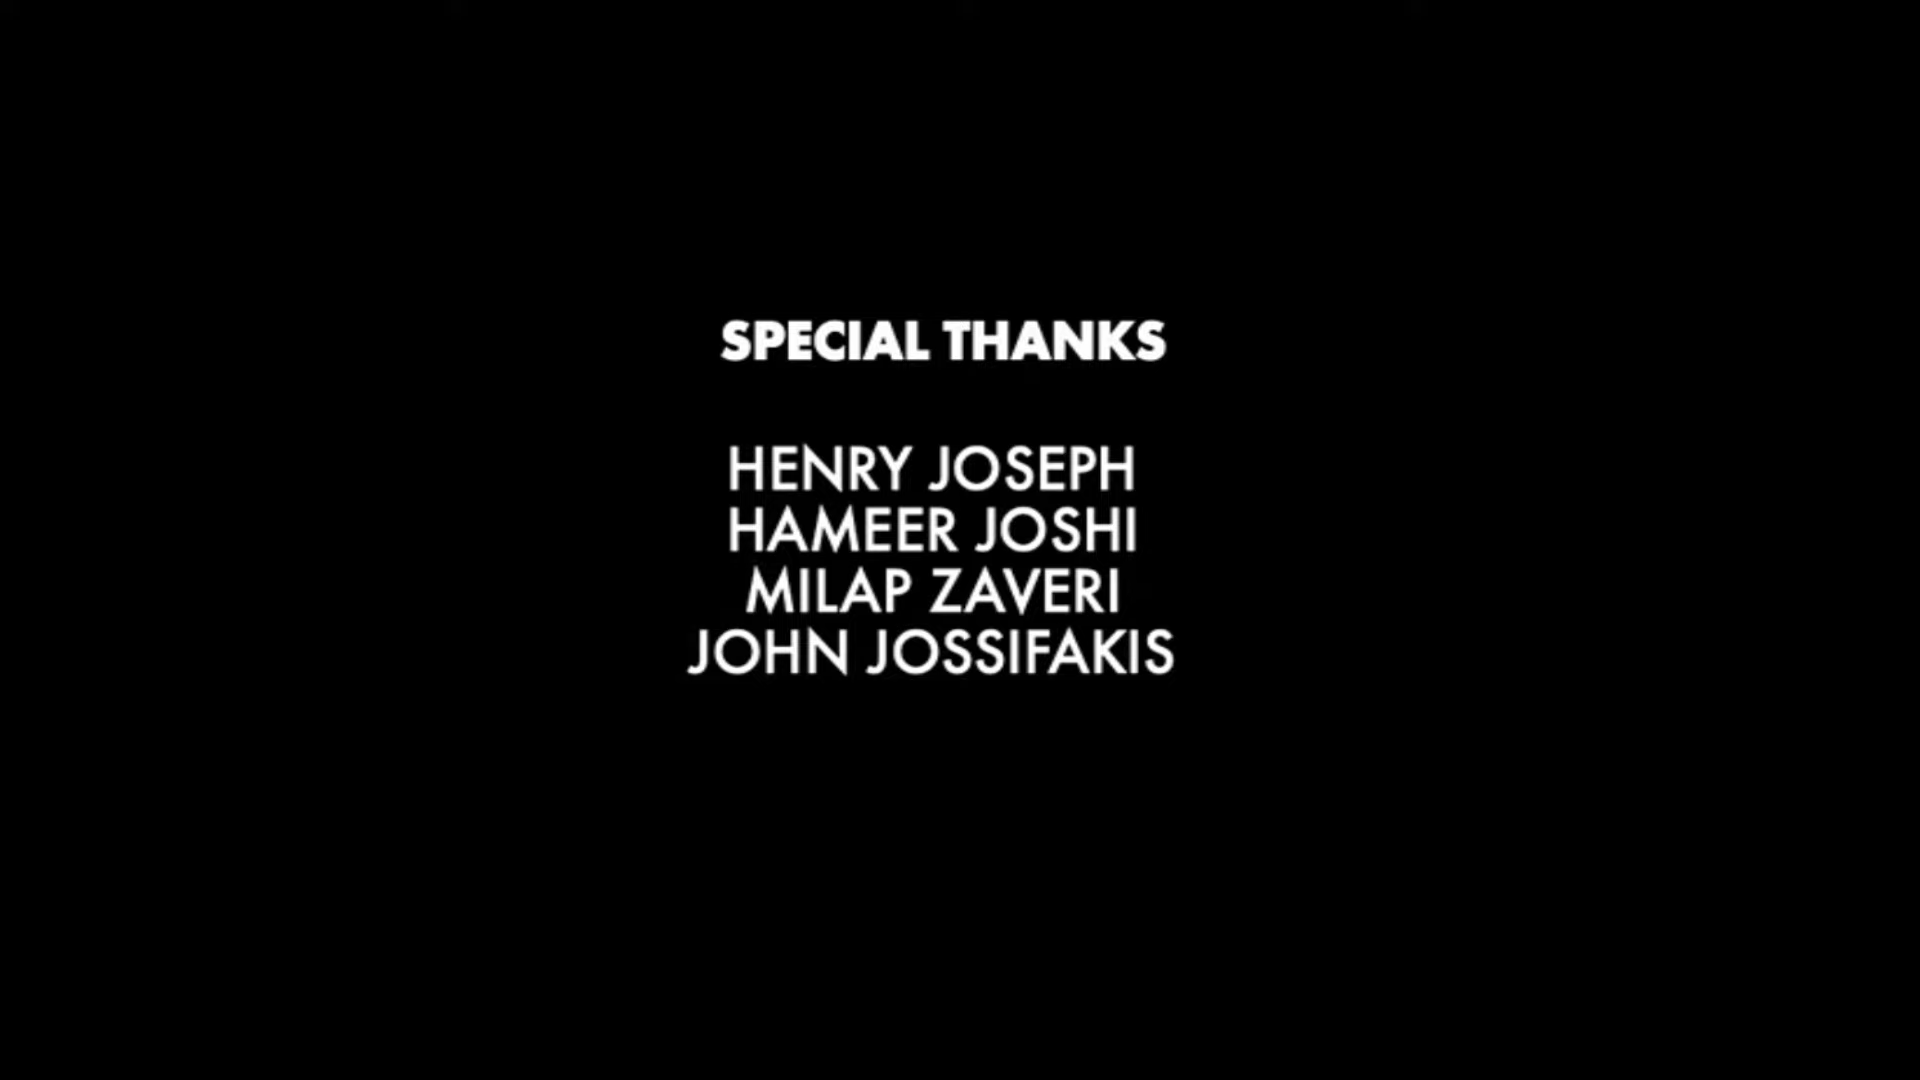 SPECIAL THANKS
HENRY JOSEPH
HAMEER JOSHI
MILAP ZAVERI
JOHN JOSSIFAKIS